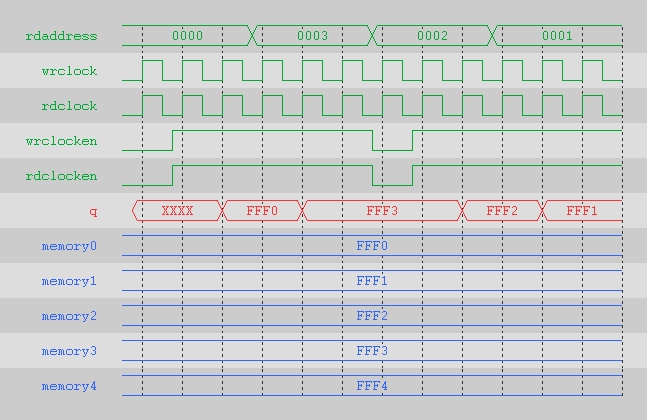 rdaddress 0000 0003 0002 0001
wrclock
rdclock
wrclocken
rdclocken
q XXXX FFF0 FFF3 FFF2 FFF1
memory0 FFF0
memory1 FFF1
memory2 FFF2
memory3 FFF3
memory4 FFF4